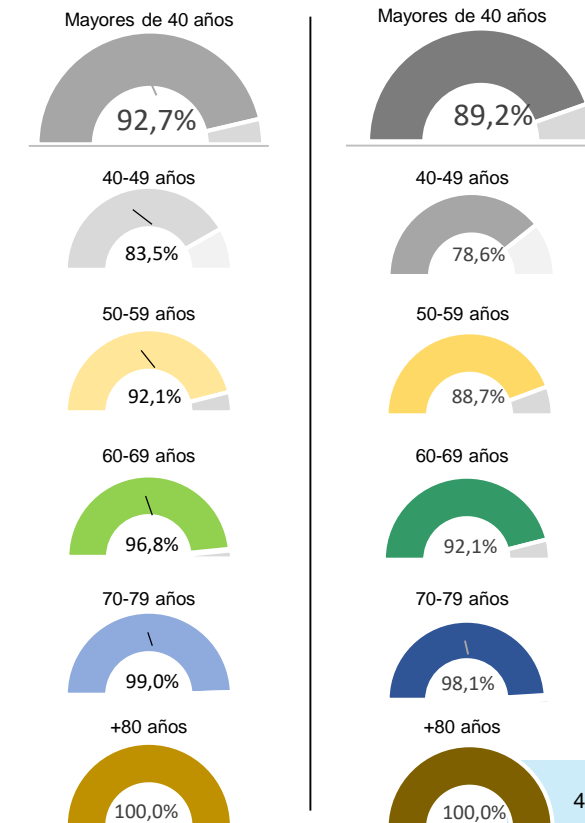 Mayores de 40 años
92,7%
40-49 años
83,5%
50-59 años
92,1%
60-69 años
96,8%
70-79 años
99,0%
+80 años
100,0%
Mayores de 40 años
89,2%
40-49 años
78,6%
50-59 años
88,7%
60-69 años
92,1%
70-79 años
98,1%
+80 años
100,0%
4